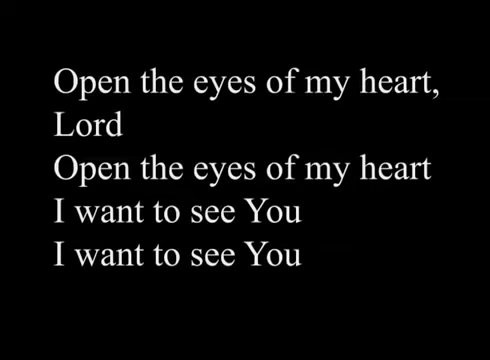 Open the eyes of my heart,
Lord
Open the eyes of my heart
I want to see You
I want to see You